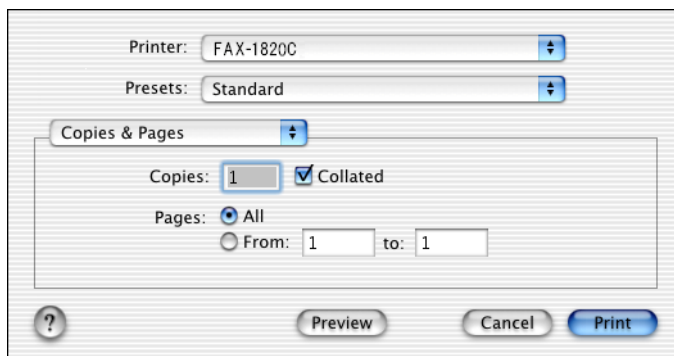 Printer: FAX-1820C
Presets: Standard
Copies & Pages
Copies: 1 Collated
Pages: All
From: 1 to: 1
? Preview Cancel Print